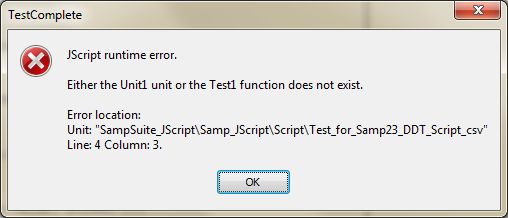 TestComplete
JScript runtime error.
Either the Unit1 unit or the Test1 function does not exist.
Error location:
Unit: "SampSuite_JScript\Samp_JScript\Script\Test_for_Samp23_DDT_Script_csv"
Line: 4 Column: 3.
OK